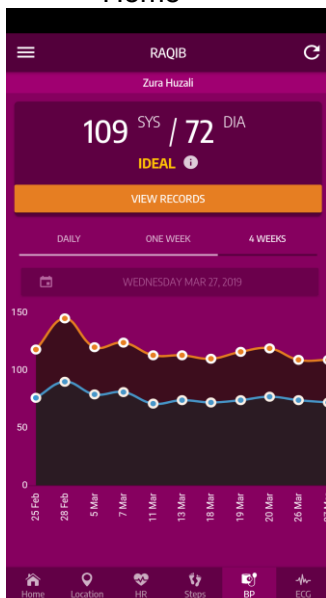 Home
RAQIB
Zura Huzali
109 SYS / 72 DIA
IDEAL i
VIEW RECORDS
DAILY ONE WEEK 4 WEEKS
WEDNESDAY MAR 27, 2019
150
100
50
0
25 Feb 28 Feb 5 Mar 7 Mar 11 Mar 13 Mar 18 Mar 19 Mar 20 Mar 26 Mar
Home Location HR Steps BP ECG